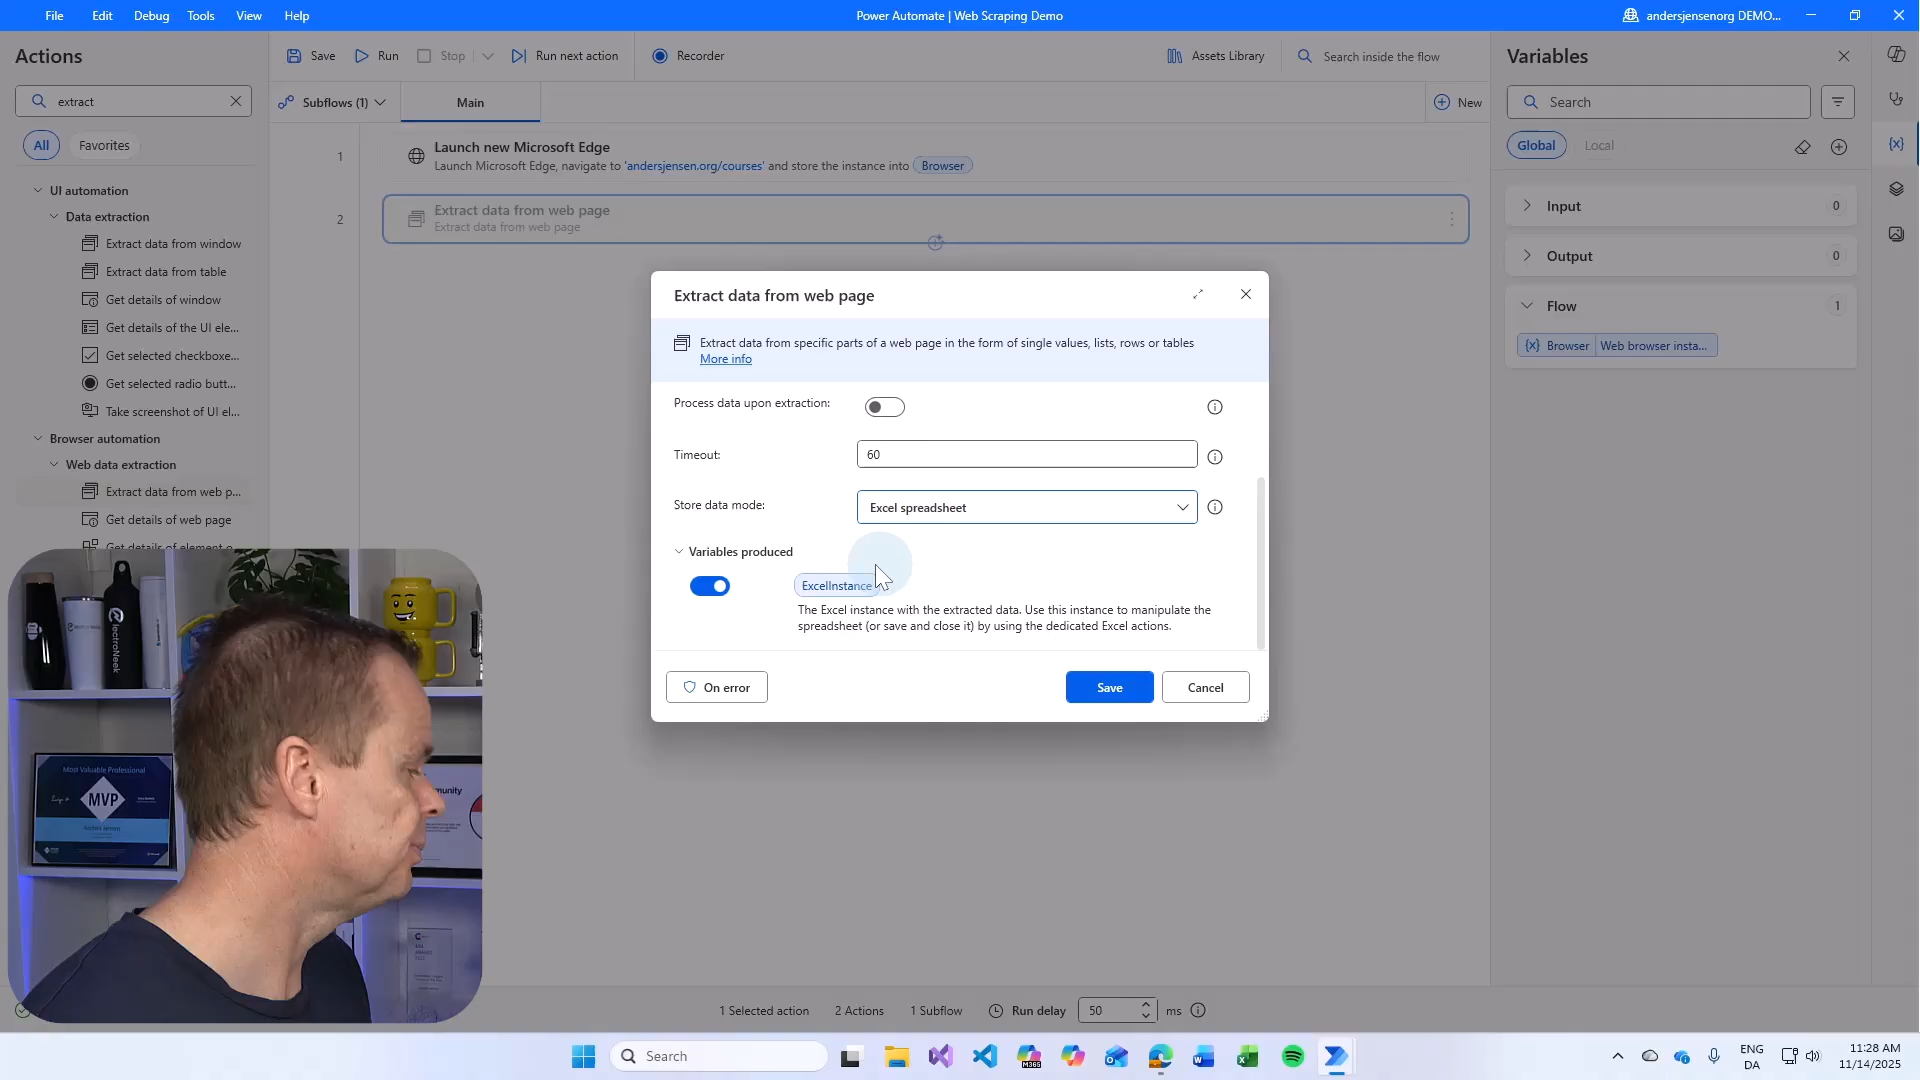 File Edit Debug Tools View Help
Power Automate | Web Scraping Demo
andersjensenorg DEMO...
Actions
extract
All
Favorites
UI automation
Data extraction
Extract data from window
Extract data from table
Get details of window
Get details of the UI ele...
Get selected checkboxe...
Get selected radio butt...
Take screenshot of UI el...
Browser automation
Web data extraction
Extract data from web p...
Get details of web page
Get details of element o...
Save
Run
Stop
Run next action
Recorder
Assets Library
Search inside the flow
Subflows (1)
Main
New
1
Launch new Microsoft Edge
Launch Microsoft Edge, navigate to 'andersjensen.org/courses' and store the instance into Browser
2
Extract data from web page
Extract data from web page
Extract data from web page
Extract data from specific parts of a web page in the form of single values, lists, rows or tables
More info
Process data upon extraction:
Timeout:
60
Store data mode:
Excel spreadsheet
Variables produced
ExcelInstance
The Excel instance with the extracted data. Use this instance to manipulate the
spreadsheet (or save and close it) by using the dedicated Excel actions.
On error
Save
Cancel
Variables
Search
Global
Local
Input
0
Output
0
Flow
1
{x} Browser Web browser insta...
{x}
lectroNeek
Most Valuable Professional
MVP
1 Selected action
2 Actions
1 Subflow
Run delay
50
ms
Search
M365
ENG
DA
11:28 AM
11/14/2025